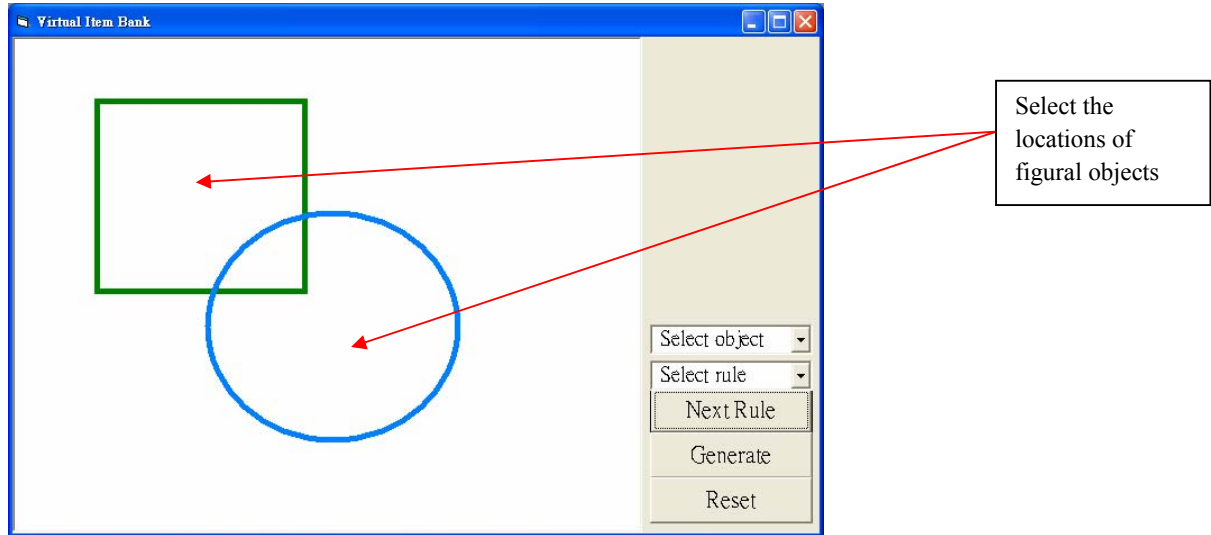 Virtual Item Bank
Select the
locations of
figural objects
Select object
Select rule
Next Rule
Generate
Reset